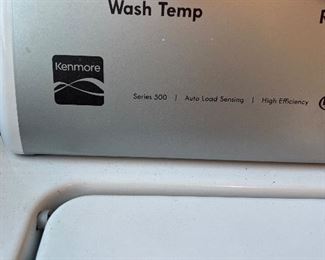 Wash Temp
Kenmore
Series 500 | Auto Load Sensing | High Efficiency